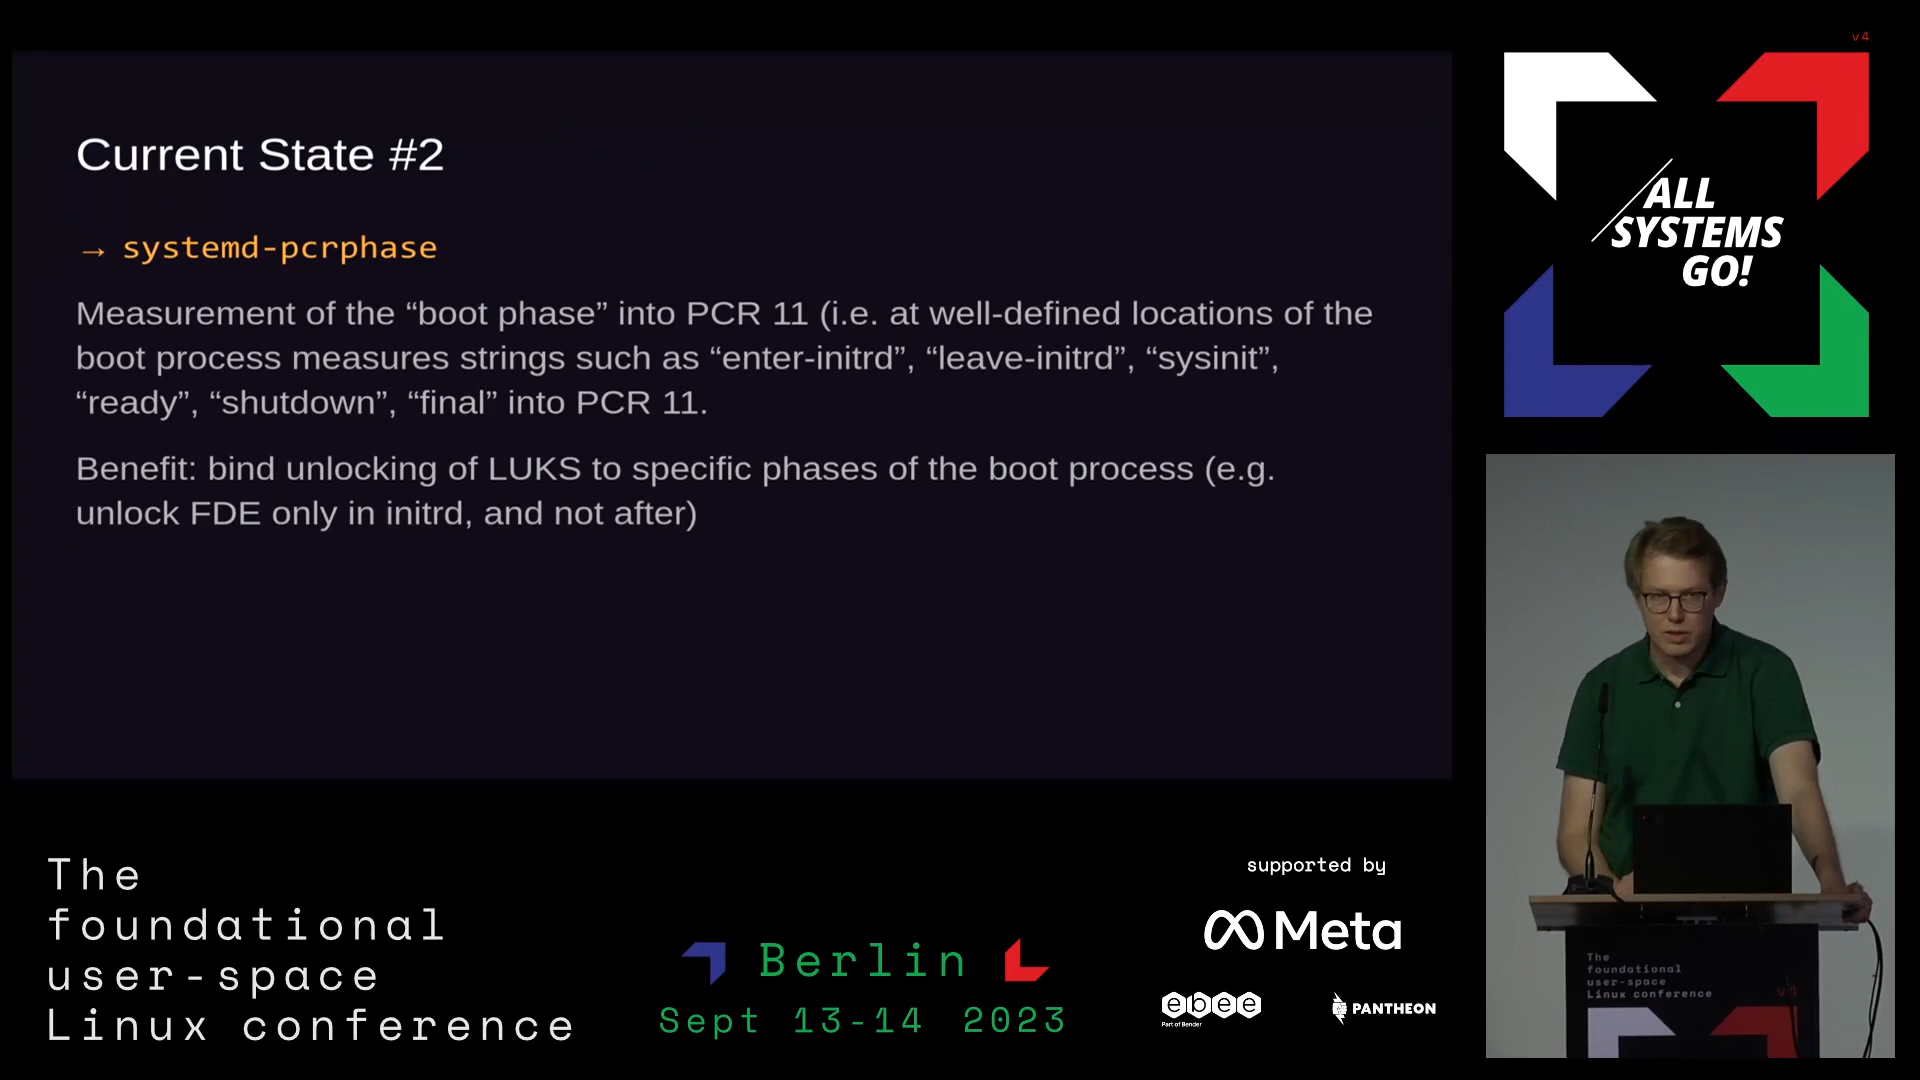 v4
Current State #2
→ systemd-pcrphase
Measurement of the “boot phase” into PCR 11 (i.e. at well-defined locations of the
boot process measures strings such as “enter-initrd”, “leave-initrd”, “sysinit”,
“ready”, “shutdown”, “final” into PCR 11.
Benefit: bind unlocking of LUKS to specific phases of the boot process (e.g.
unlock FDE only in initrd, and not after)
ALL
SYSTEMS
GO!
The
foundational
user-space
Linux conference
Berlin
Sept 13-14 2023
supported by
Meta
ebee
Part of Bender
PANTHEON
The
foundational
user-space
Linux conference
v4